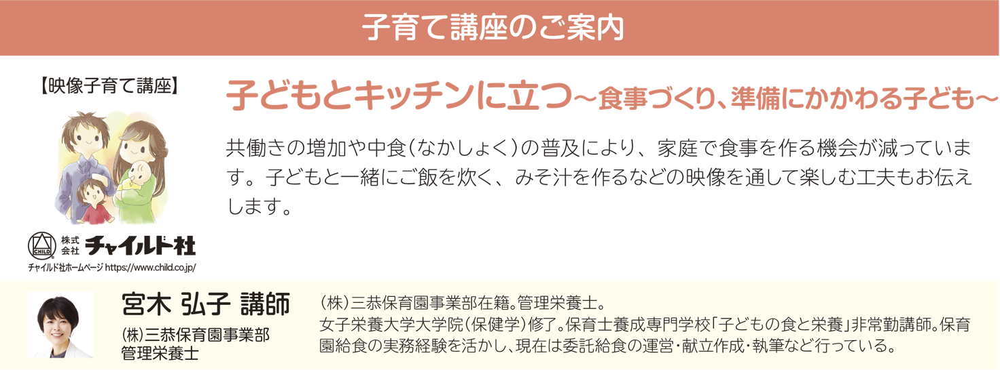 子育て講座のご案内
【映像子育て講座】
子どもとキッチンに立つ～食事づくり、準備にかかわる子ども～
共働きの増加や中食（なかしょく）の普及により、家庭で食事を作る機会が減っていま
す。子どもと一緒にご飯を炊く、みそ汁を作るなどの映像を通して楽しむ工夫もお伝え
します。
CHILD
株式会社 チャイルド社
チャイルド社ホームページ https://www.child.co.jp/
宮木 弘子 講師
（株）三恭保育園事業部
管理栄養士
（株）三恭保育園事業部在籍。管理栄養士。
女子栄養大学大学院（保健学）修了。保育士養成専門学校「子どもの食と栄養」非常勤講師。保育
園給食の実務経験を活かし、現在は委託給食の運営・献立作成・執筆など行っている。